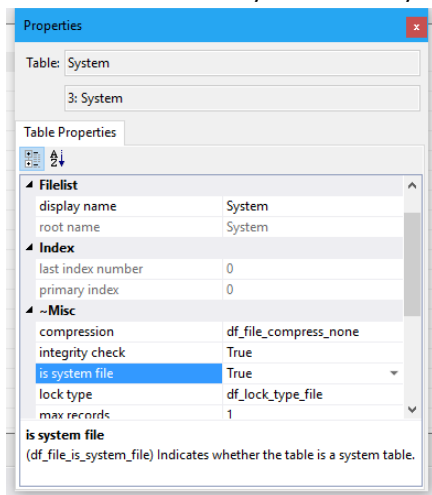 Properties x
Table: System
3: System
Table Properties
Filelist
display name System
root name System
Index
last index number 0
primary index 0
~Misc
compression df_file_compress_none
integrity check True
is system file True
lock type df_lock_type_file
max records 1
is system file
(df_file_is_system_file) Indicates whether the table is a system table.